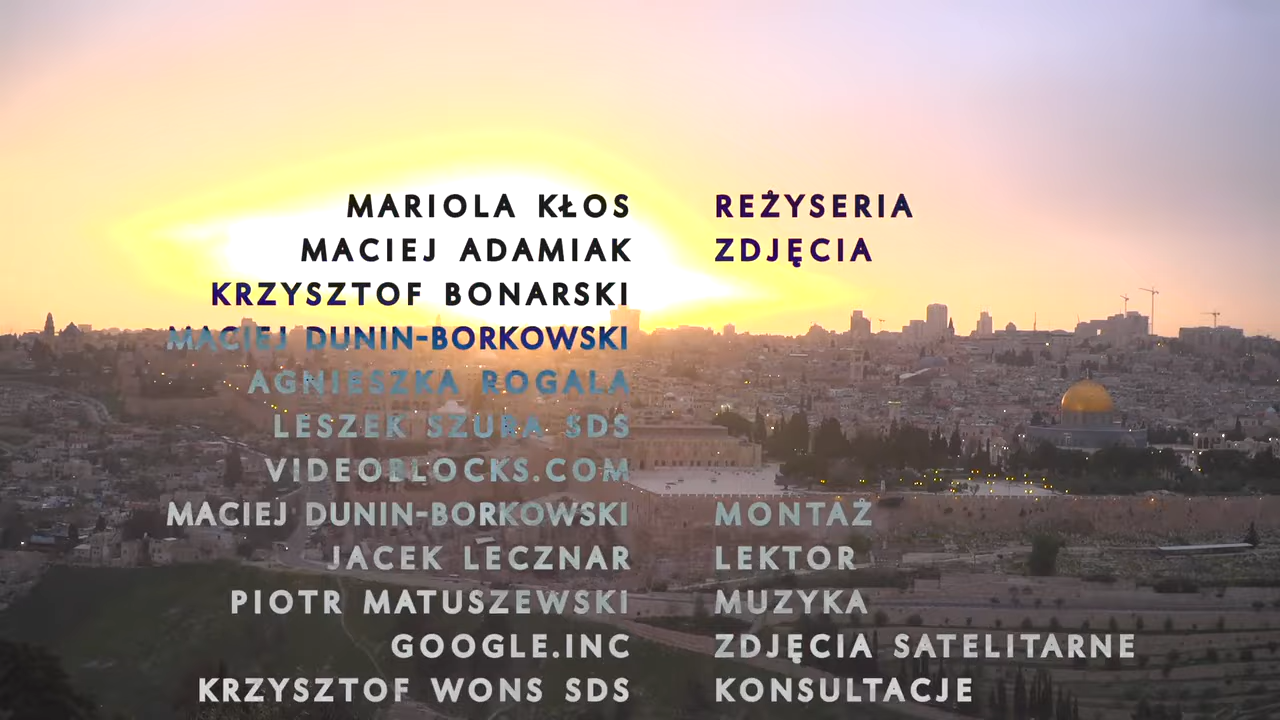 MARIOLA KŁOS REŻYSERIA
MACIEJ ADAMIAK ZDJĘCIA
KRZYSZTOF BONARSKI
MACIEJ DUNIN-BORKOWSKI
AGNIESZKA ROGALA
LESZEK SZURA SDS
VIDEOBLOCKS.COM
MACIEJ DUNIN-BORKOWSKI MONTAŻ
JACEK LECZNAR LEKTOR
PIOTR MATUSZEWSKI MUZYKA
GOOGLE.INC ZDJĘCIA SATELITARNE
KRZYSZTOF WONS SDS KONSULTACJE